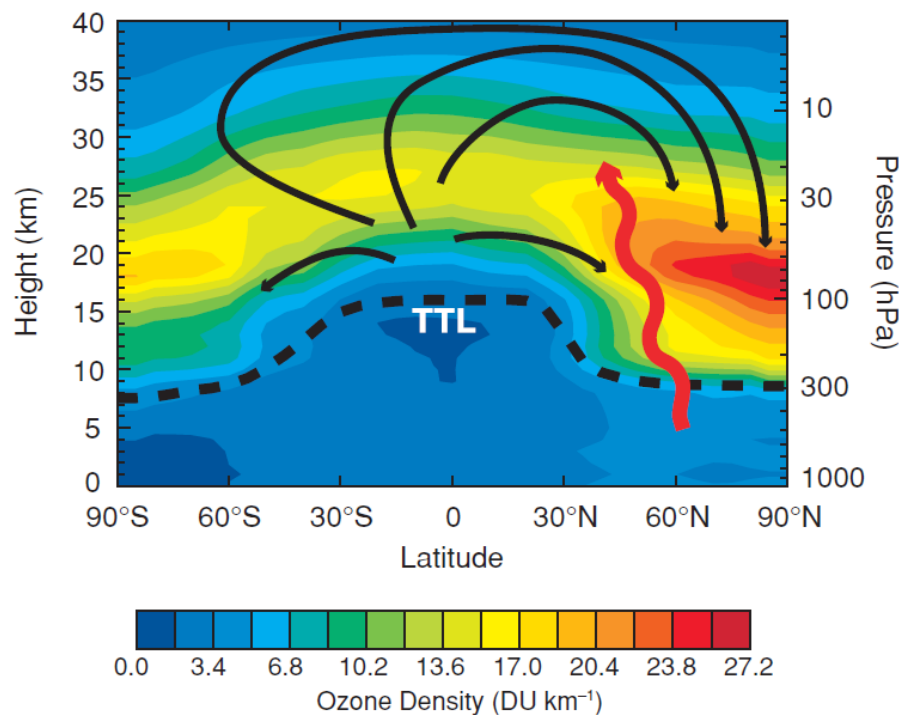 40
35
30
25
20
15
10
5
0
Height (km)
10
30
100
300
1000
Pressure (hPa)
TTL
90°S 60°S 30°S 0 30°N 60°N 90°N
Latitude
0.0 3.4 6.8 10.2 13.6 17.0 20.4 23.8 27.2
Ozone Density (DU km⁻¹)